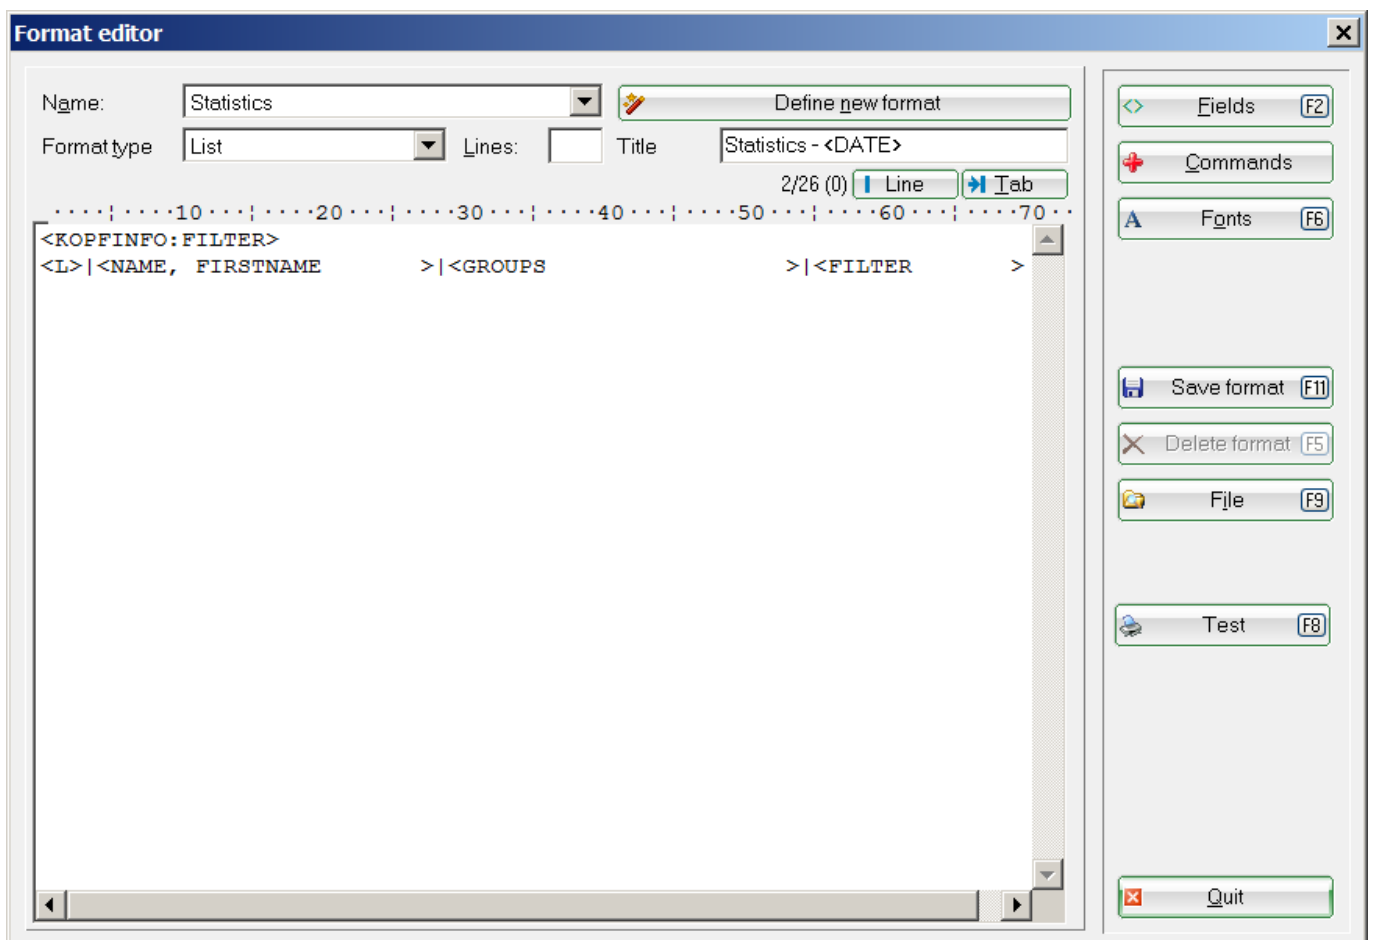 Format editor
Name: Statistics Define new format
Format type List Lines: Title Statistics - <DATE>
2/26 (0) Line Tab
_ ····¦····10···¦····20···¦····30···¦····40···¦····50···¦····60···¦····70··
<KOPFINFO:FILTER>
<L>|<NAME, FIRSTNAME       >|<GROUPS                 >|<FILTER       >
Fields F2
Commands
Fonts F6
Save format F11
Delete format F5
File F9
Test F8
Quit